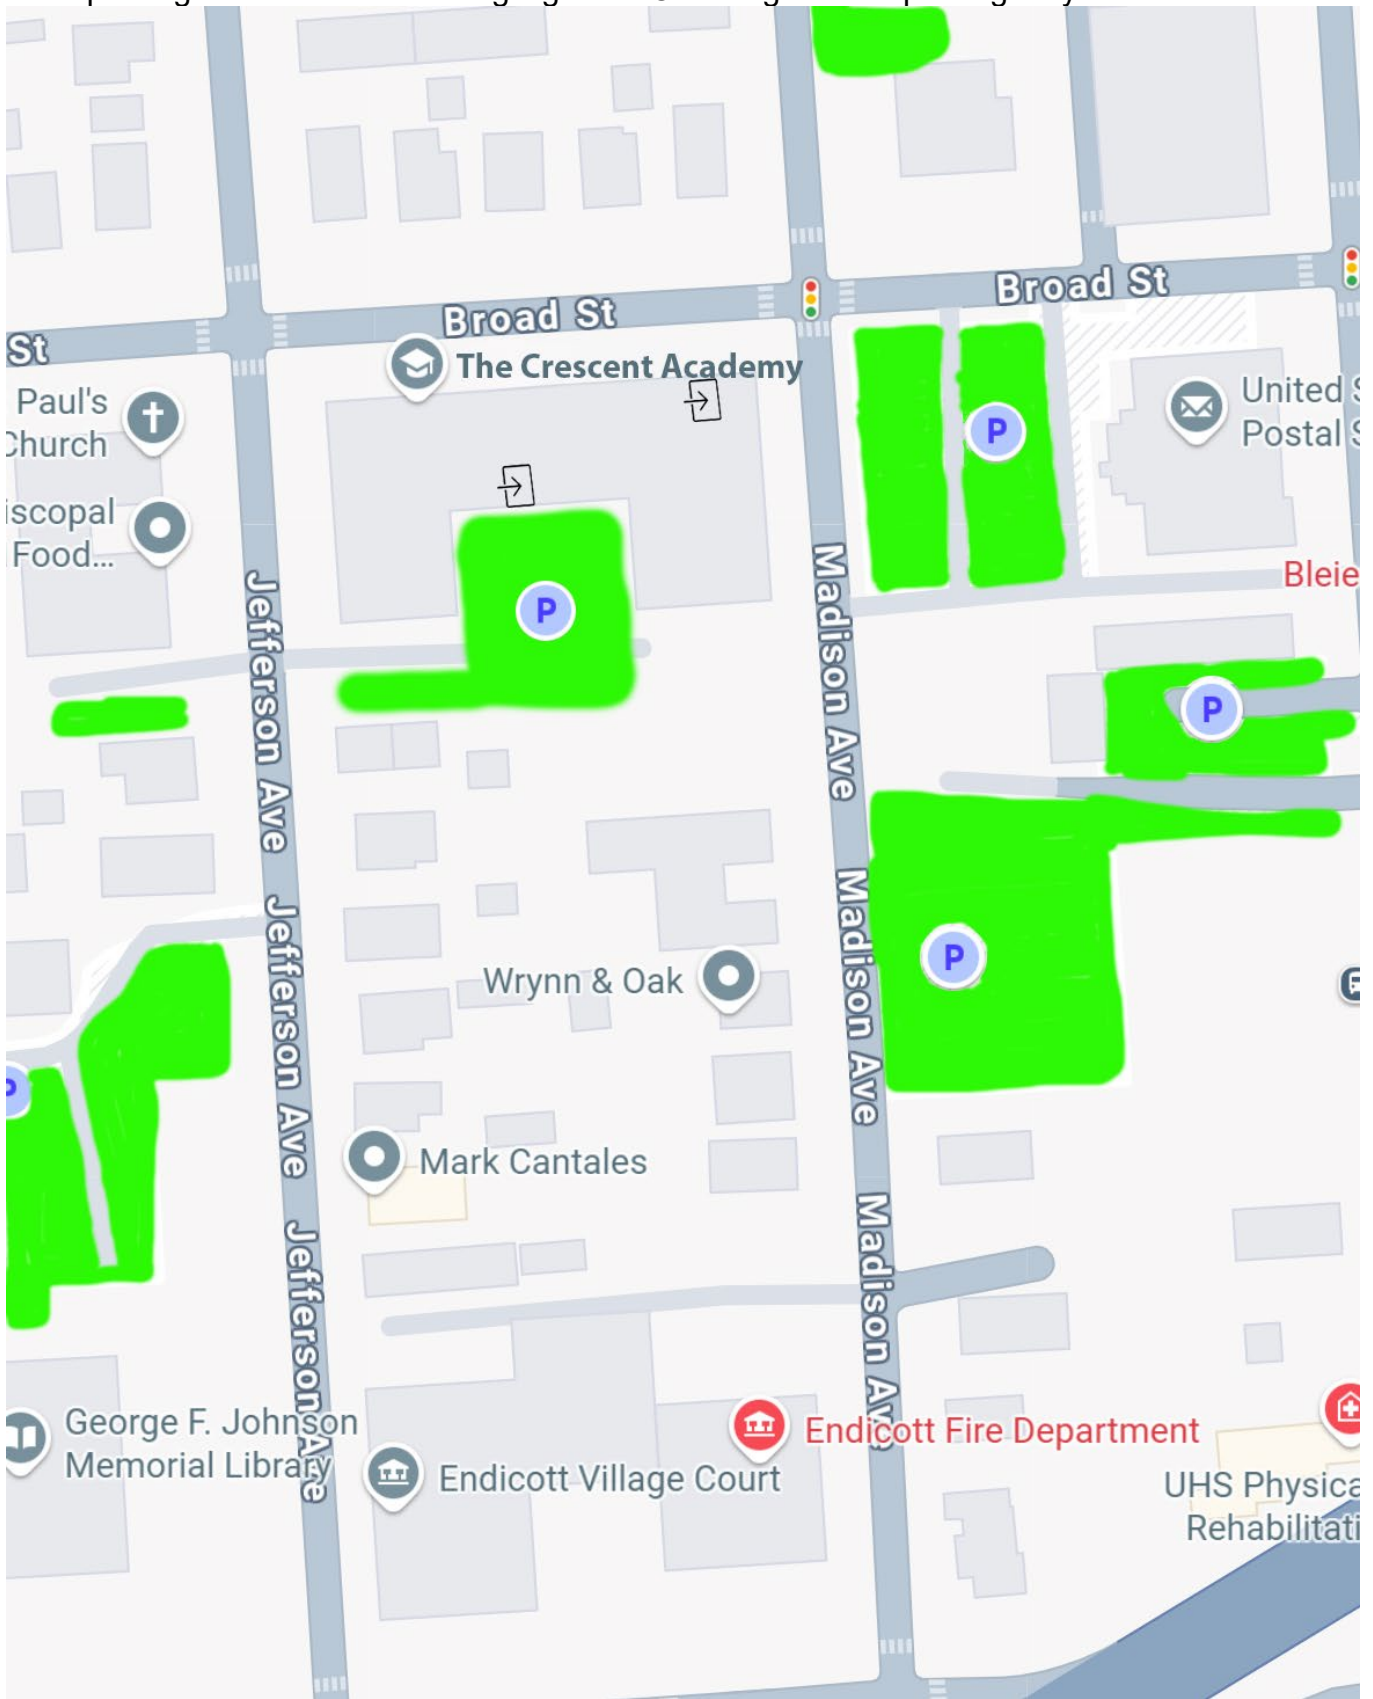 Broad St
Broad St
St
The Crescent Academy
Paul's
Church
United S
Postal S
P
iscopal
Food...
Bleie
P
Jefferson Ave
Madison Ave
P
Jefferson Ave
Madison Ave
P
Wrynn & Oak
P
Mark Cantales
Jefferson Ave
Madison Ave
George F. Johnson
Memorial Library
Endicott Fire Department
Endicott Village Court
UHS Physica
Rehabilitati